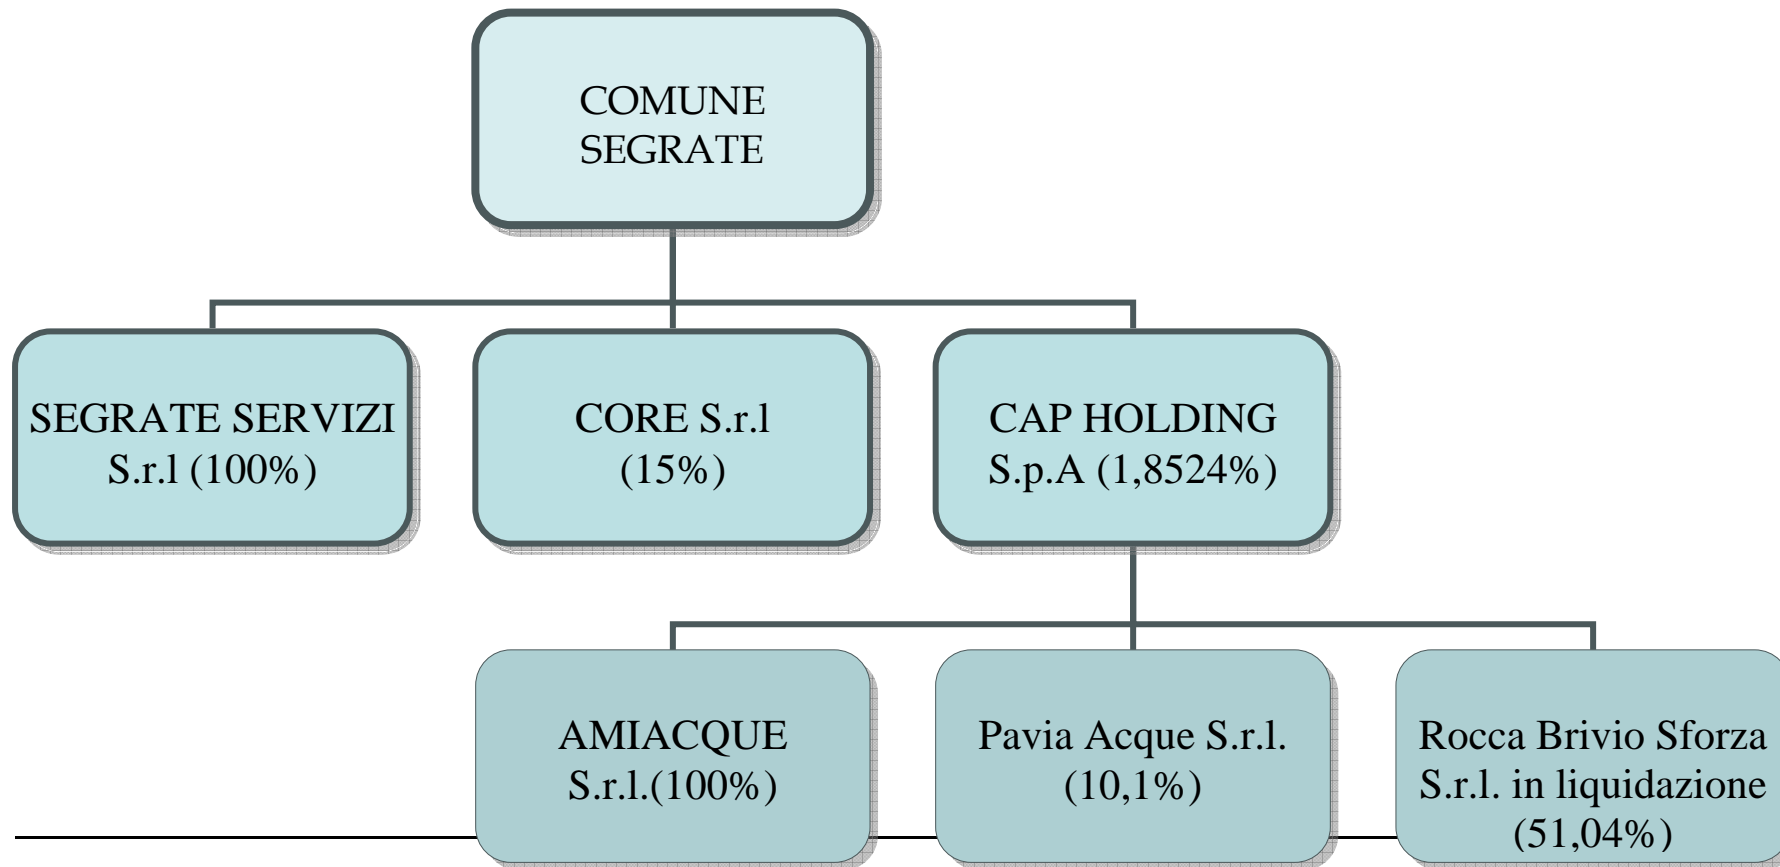 COMUNE
SEGRATE
SEGRATE SERVIZI
S.r.l (100%)
CORE S.r.l
(15%)
CAP HOLDING
S.p.A (1,8524%)
AMIACQUE
S.r.l.(100%)
Pavia Acque S.r.l.
(10,1%)
Rocca Brivio Sforza
S.r.l. in liquidazione
(51,04%)